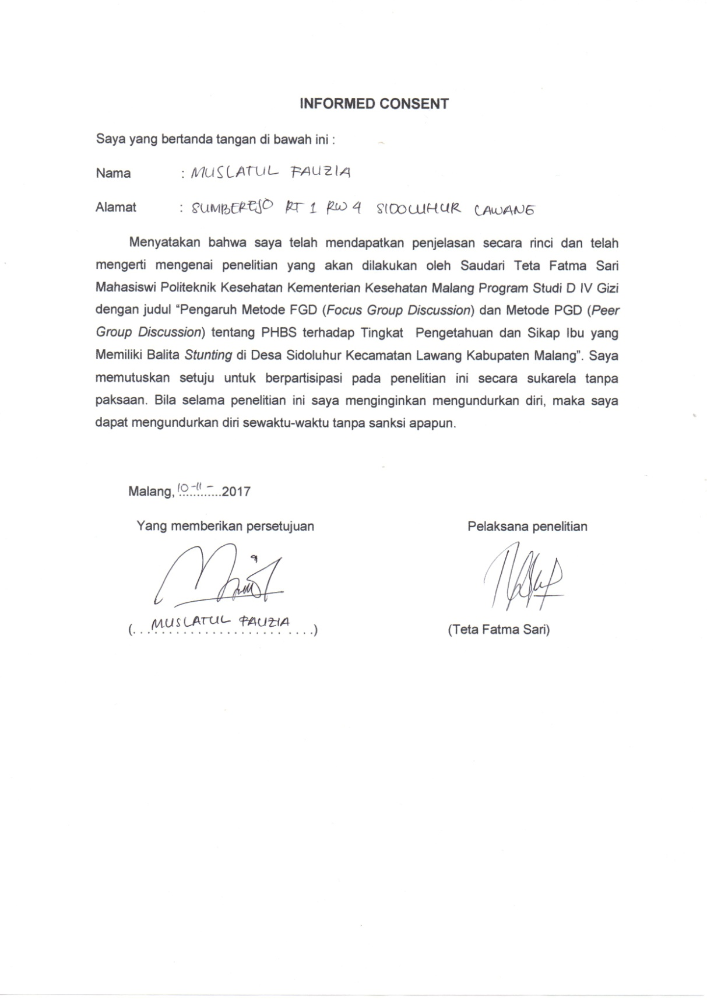 INFORMED CONSENT
Saya yang bertanda tangan di bawah ini :
Nama : MUSLATUL FAUZIA
Alamat : SUMBEREJO RT 1 RW 4 SIDOLUHUR LAWANG
Menyatakan bahwa saya telah mendapatkan penjelasan secara rinci dan telah
mengerti mengenai penelitian yang akan dilakukan oleh Saudari Teta Fatma Sari
Mahasiswi Politeknik Kesehatan Kementerian Kesehatan Malang Program Studi D IV Gizi
dengan judul “Pengaruh Metode FGD (Focus Group Discussion) dan Metode PGD (Peer
Group Discussion) tentang PHBS terhadap Tingkat Pengetahuan dan Sikap Ibu yang
Memiliki Balita Stunting di Desa Sidoluhur Kecamatan Lawang Kabupaten Malang”. Saya
memutuskan setuju untuk berpartisipasi pada penelitian ini secara sukarela tanpa
paksaan. Bila selama penelitian ini saya menginginkan mengundurkan diri, maka saya
dapat mengundurkan diri sewaktu-waktu tanpa sanksi apapun.
Malang, 10-11-2017
Yang memberikan persetujuan Pelaksana penelitian
(MUSLATUL FAUZIA) (Teta Fatma Sari)